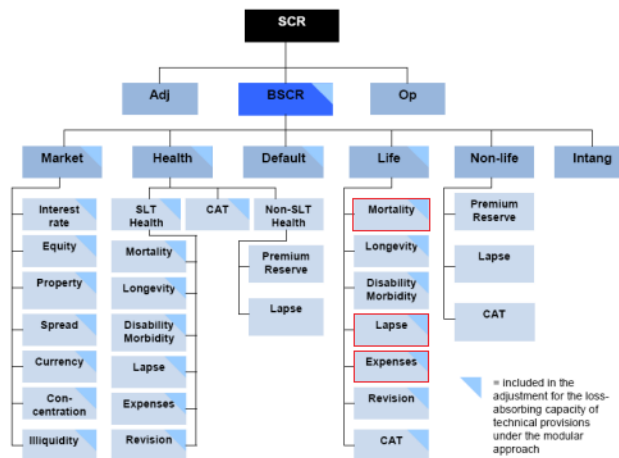 SCR
Adj
BSCR
Op
Market
Health
Default
Life
Non-life
Intang
Interest
rate
Equity
Property
Spread
Currency
Con-
centration
Illiquidity
SLT
Health
CAT
Non-SLT
Health
Mortality
Longevity
Disability
Morbidity
Lapse
Expenses
Revision
Premium
Reserve
Lapse
Mortality
Longevity
Disability
Morbidity
Lapse
Expenses
Revision
CAT
Premium
Reserve
Lapse
CAT
= included in the
adjustment for the loss-
absorbing capacity of
technical provisions
under the modular
approach